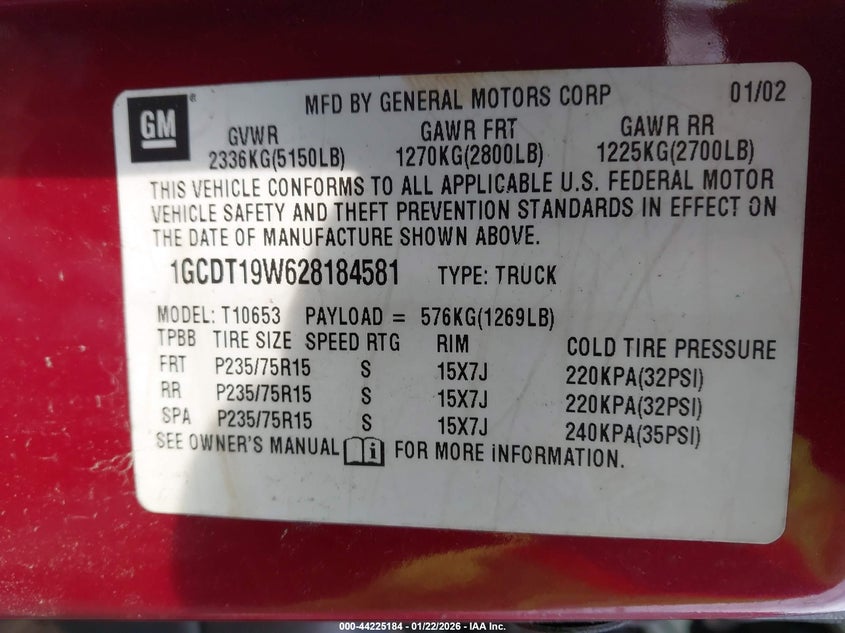 GM ®
MFD BY GENERAL MOTORS CORP 01/02
GVWR GAWR FRT GAWR RR
2336KG(5150LB) 1270KG(2800LB) 1225KG(2700LB)
THIS VEHICLE CONFORMS TO ALL APPLICABLE U.S. FEDERAL MOTOR
VEHICLE SAFETY AND THEFT PREVENTION STANDARDS IN EFFECT ON
THE DATE OF MANUFACTURE SHOWN ABOVE.
1GCDT19W628184581 TYPE: TRUCK
MODEL: T10653 PAYLOAD = 576KG(1269LB)
TPBB TIRE SIZE SPEED RTG RIM COLD TIRE PRESSURE
FRT P235/75R15 S 15X7J 220KPA(32PSI)
RR P235/75R15 S 15X7J 220KPA(32PSI)
SPA P235/75R15 S 15X7J 240KPA(35PSI)
SEE OWNER'S MANUAL i FOR MORE INFORMATION.
000-44225184 - 01/22/2026 - IAA Inc.